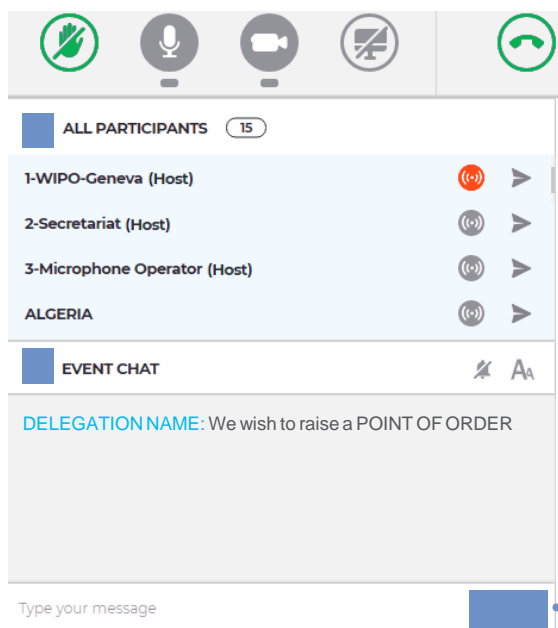 ALL PARTICIPANTS 15
1-WIPO-Geneva (Host)
2-Secretariat (Host)
3-Microphone Operator (Host)
ALGERIA
EVENT CHAT AA
DELEGATION NAME: We wish to raise a POINT OF ORDER
Type your message